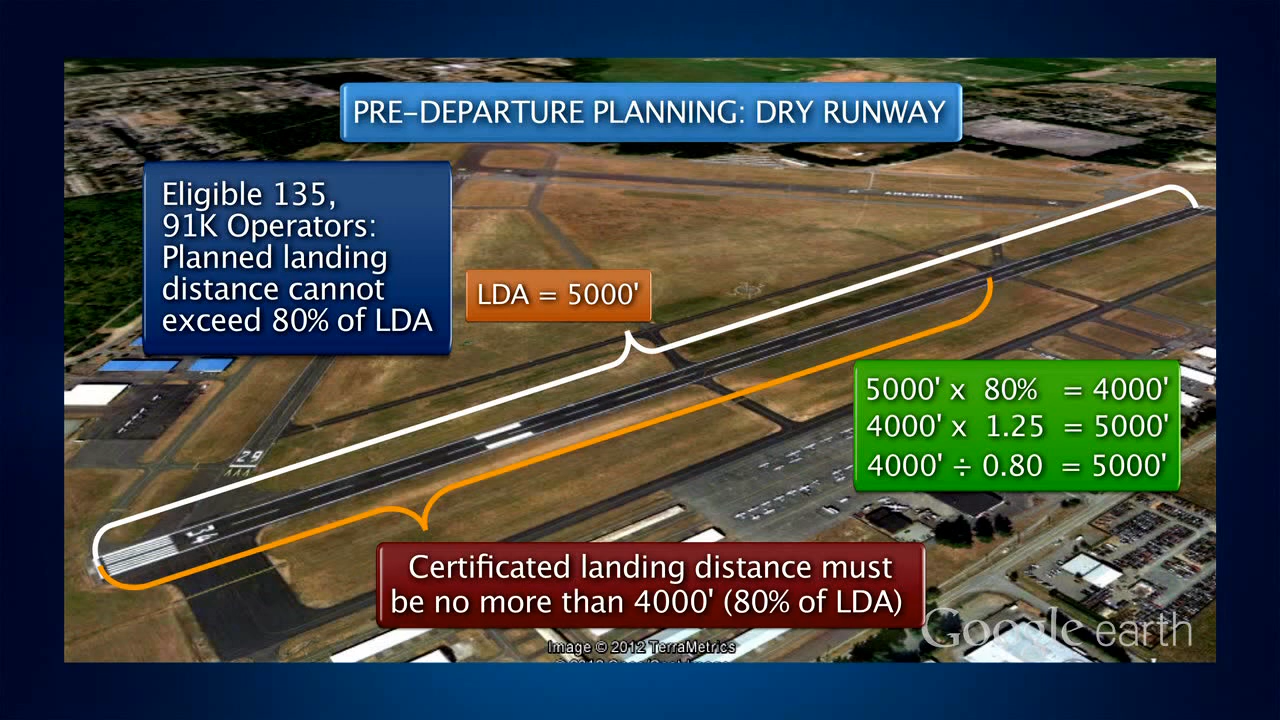 PRE-DEPARTURE PLANNING: DRY RUNWAY
Eligible 135,
91K Operators:
Planned landing
distance cannot
exceed 80% of LDA
ARLINGTON
LDA = 5000'
5000' x 80% = 4000'
4000' x 1.25 = 5000'
4000' ÷ 0.80 = 5000'
29
34
Certificated landing distance must
be no more than 4000' (80% of LDA)
Google earth
Image © 2012 TerraMetrics